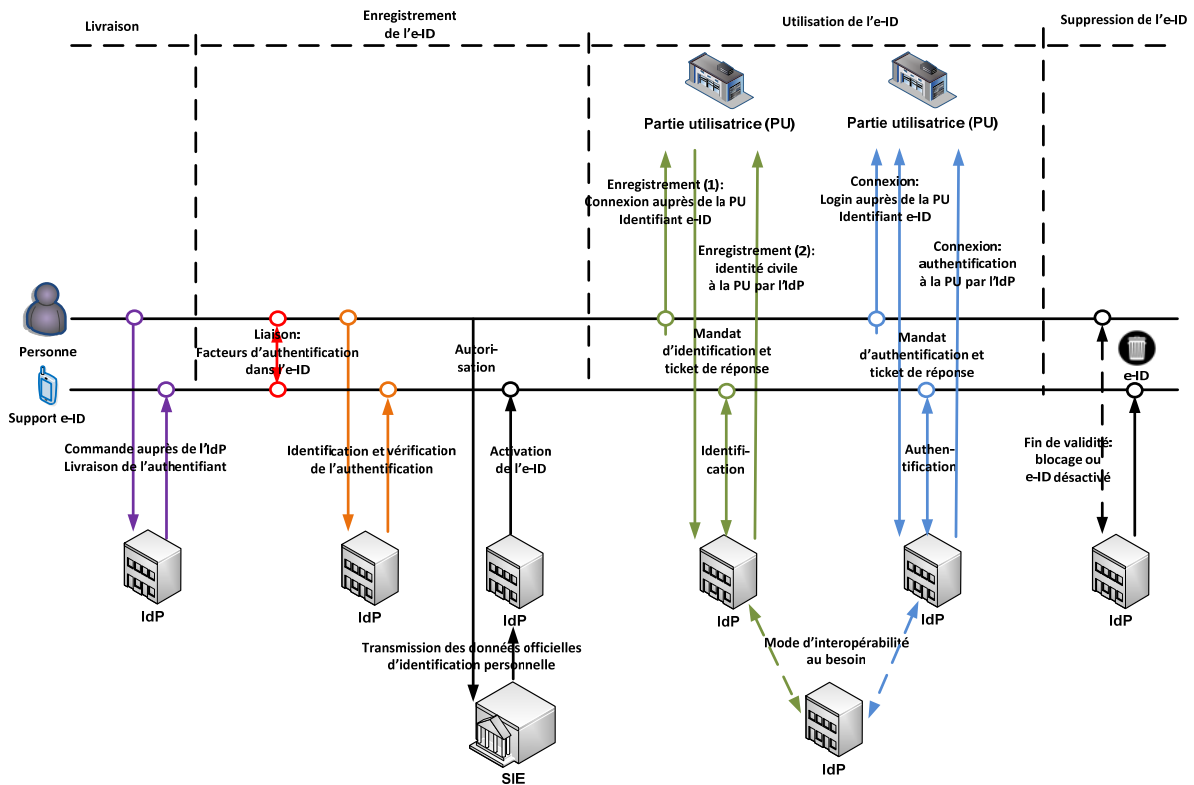 Livraison
Enregistrement
de l'e-ID
Utilisation de l'e-ID
Suppression de l'e-ID
Partie utilisatrice (PU)
Partie utilisatrice (PU)
Enregistrement (1):
Connexion auprès de la PU
Identifiant e-ID
Connexion:
Login auprès de la PU
Identifiant e-ID
Enregistrement (2):
identité civile
à la PU par l'IdP
Connexion:
authentification
à la PU par l'IdP
Personne
Liaison:
Facteurs d'authentification
dans l'e-ID
Autori-
sation
Mandat
d'identification et
ticket de réponse
Mandat
d'authentification et
ticket de réponse
e-ID
Support e-ID
Commande auprès de l'IdP
Livraison de l'authentifiant
Identification et vérification
de l'authentification
Activation
de l'e-ID
Identifi-
cation
Authen-
tification
Fin de validité:
blocage ou
e-ID désactivé
IdP
IdP
IdP
IdP
IdP
IdP
Transmission des données officielles
d'identification personnelle
Mode d'interopérabilité
au besoin
SIE
IdP